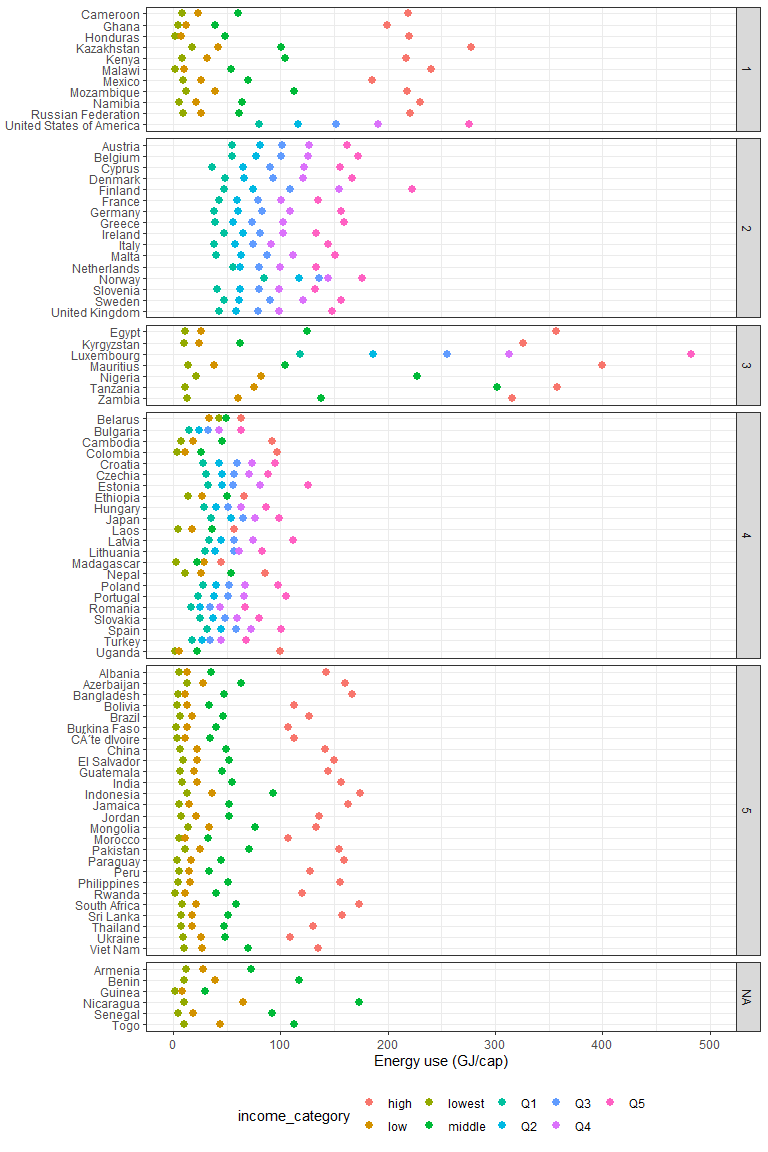 Cameroon
Ghana
Honduras
Kazakhstan
Kenya
Malawi
Mexico
Mozambique
Namibia
Russian Federation
United States of America
1
Austria
Belgium
Cyprus
Denmark
Finland
France
Germany
Greece
Ireland
Italy
Malta
Netherlands
Norway
Slovenia
Sweden
United Kingdom
2
Egypt
Kyrgyzstan
Luxembourg
Mauritius
Nigeria
Tanzania
Zambia
3
Belarus
Bulgaria
Cambodia
Colombia
Croatia
Czechia
Estonia
Ethiopia
Hungary
Japan
Laos
Latvia
Lithuania
Madagascar
Nepal
Poland
Portugal
Romania
Slovakia
Spain
Turkey
Uganda
4
Albania
Azerbaijan
Bangladesh
Bolivia
Brazil
Burkina Faso
CÃ´te dIvoire
China
El Salvador
Guatemala
India
Indonesia
Jamaica
Jordan
Mongolia
Morocco
Pakistan
Paraguay
Peru
Philippines
Rwanda
South Africa
Sri Lanka
Thailand
Ukraine
Viet Nam
5
Armenia
Benin
Guinea
Nicaragua
Senegal
Togo
NA
0 100 200 300 400 500
Energy use (GJ/cap)
income_category
high lowest Q1 Q3 Q5
low middle Q2 Q4